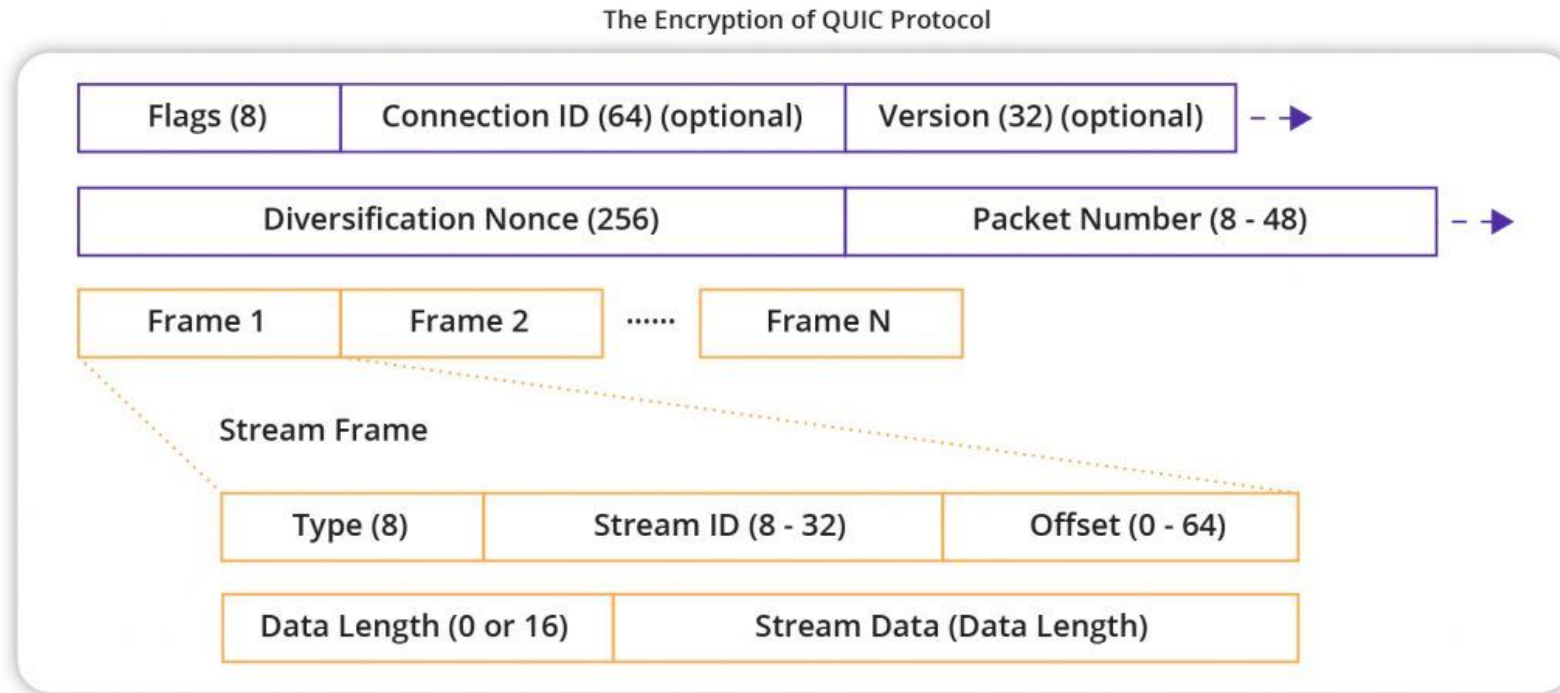 The Encryption of QUIC Protocol
Flags (8) Connection ID (64) (optional) Version (32) (optional)
Diversification Nonce (256) Packet Number (8 - 48)
Frame 1 Frame 2 ...... Frame N
Stream Frame
Type (8) Stream ID (8 - 32) Offset (0 - 64)
Data Length (0 or 16) Stream Data (Data Length)